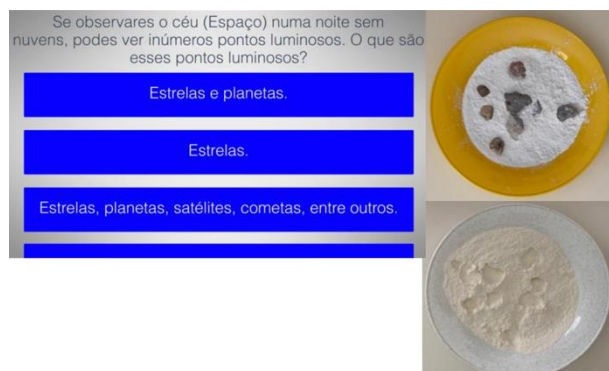 Se observares o céu (Espaço) numa noite sem
nuvens, podes ver inúmeros pontos luminosos. O que são
esses pontos luminosos?
Estrelas e planetas.
Estrelas.
Estrelas, planetas, satélites, cometas, entre outros.